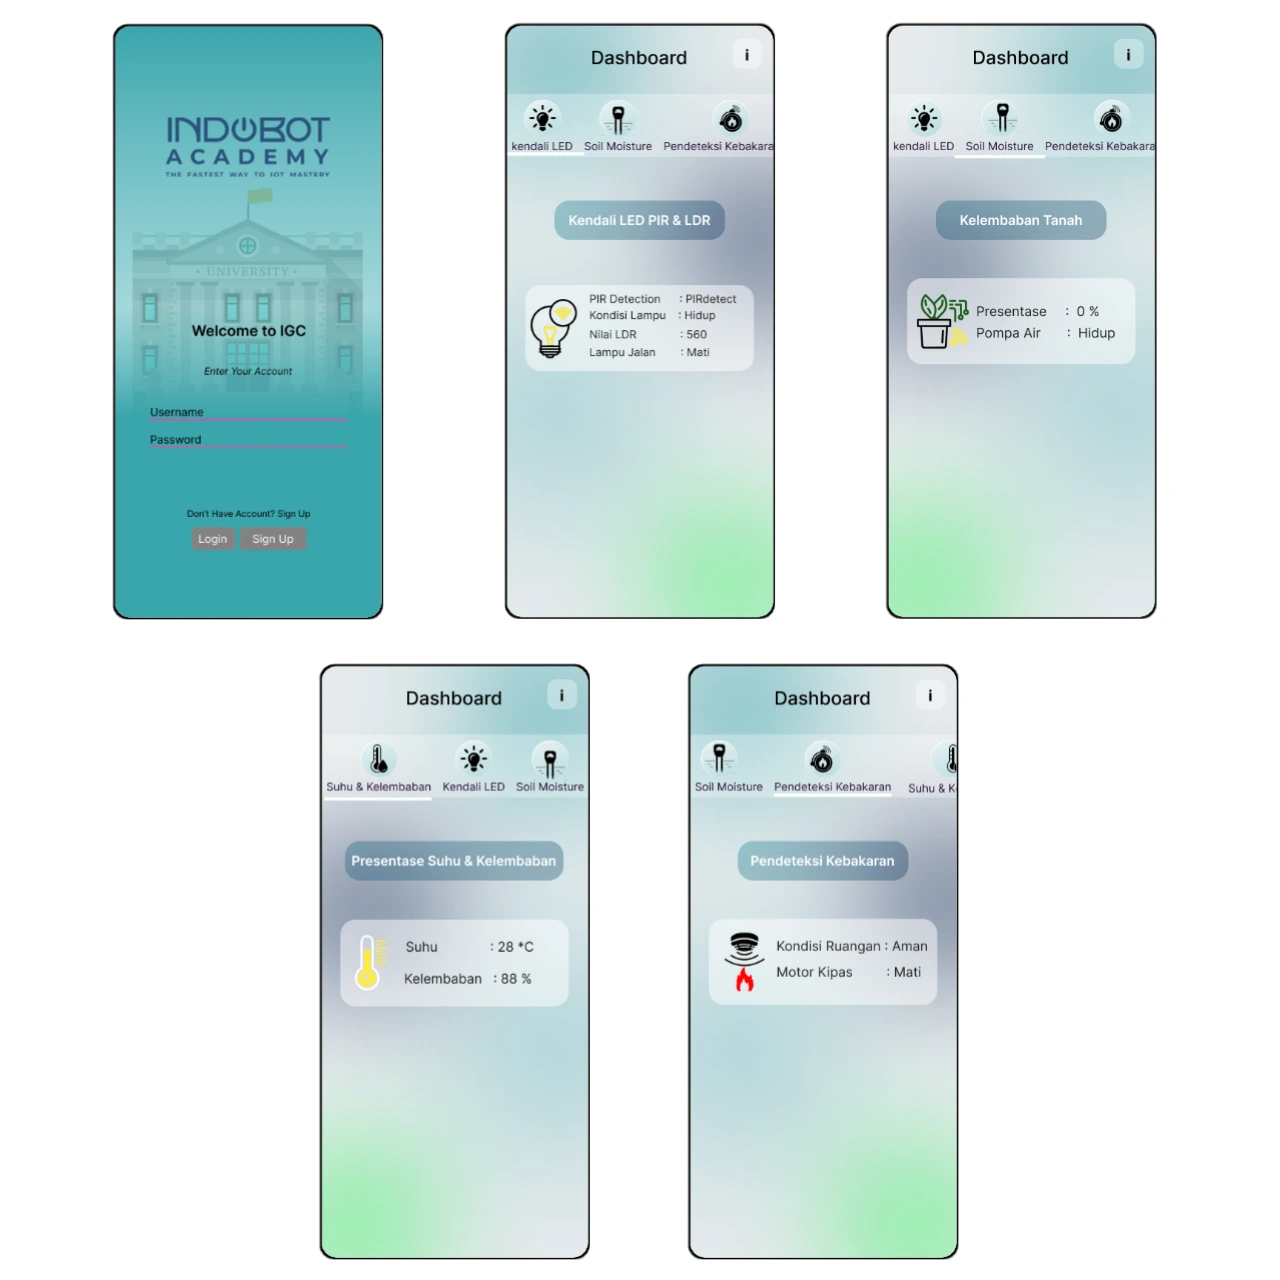 INDOBOT
ACADEMY
THE FASTEST WAY TO IOT MASTERY
• UNIVERSITY •
Welcome to IGC
Enter Your Account
Username
Password
Don't Have Account? Sign Up
Login
Sign Up
Dashboard
i
kendali LED
Soil Moisture
Pendeteksi Kebakara
Kendali LED PIR & LDR
PIR Detection : PIRdetect
Kondisi Lampu : Hidup
Nilai LDR : 560
Lampu Jalan : Mati
Dashboard
i
kendali LED
Soil Moisture
Pendeteksi Kebakara
Kelembaban Tanah
Presentase : 0 %
Pompa Air : Hidup
Dashboard
i
Suhu & Kelembaban
Kendali LED
Soil Moisture
Presentase Suhu & Kelembaban
Suhu : 28 *C
Kelembaban : 88 %
Dashboard
i
Soil Moisture
Pendeteksi Kebakaran
Suhu & K
Pendeteksi Kebakaran
Kondisi Ruangan : Aman
Motor Kipas : Mati